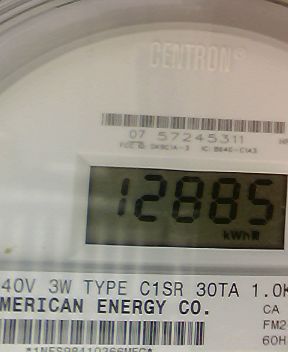 CENTRON®
07 57245311
12885
kWh
40V 3W TYPE C1SR 30TA 1.0K
MERICAN ENERGY CO.
CA
FM2
60H